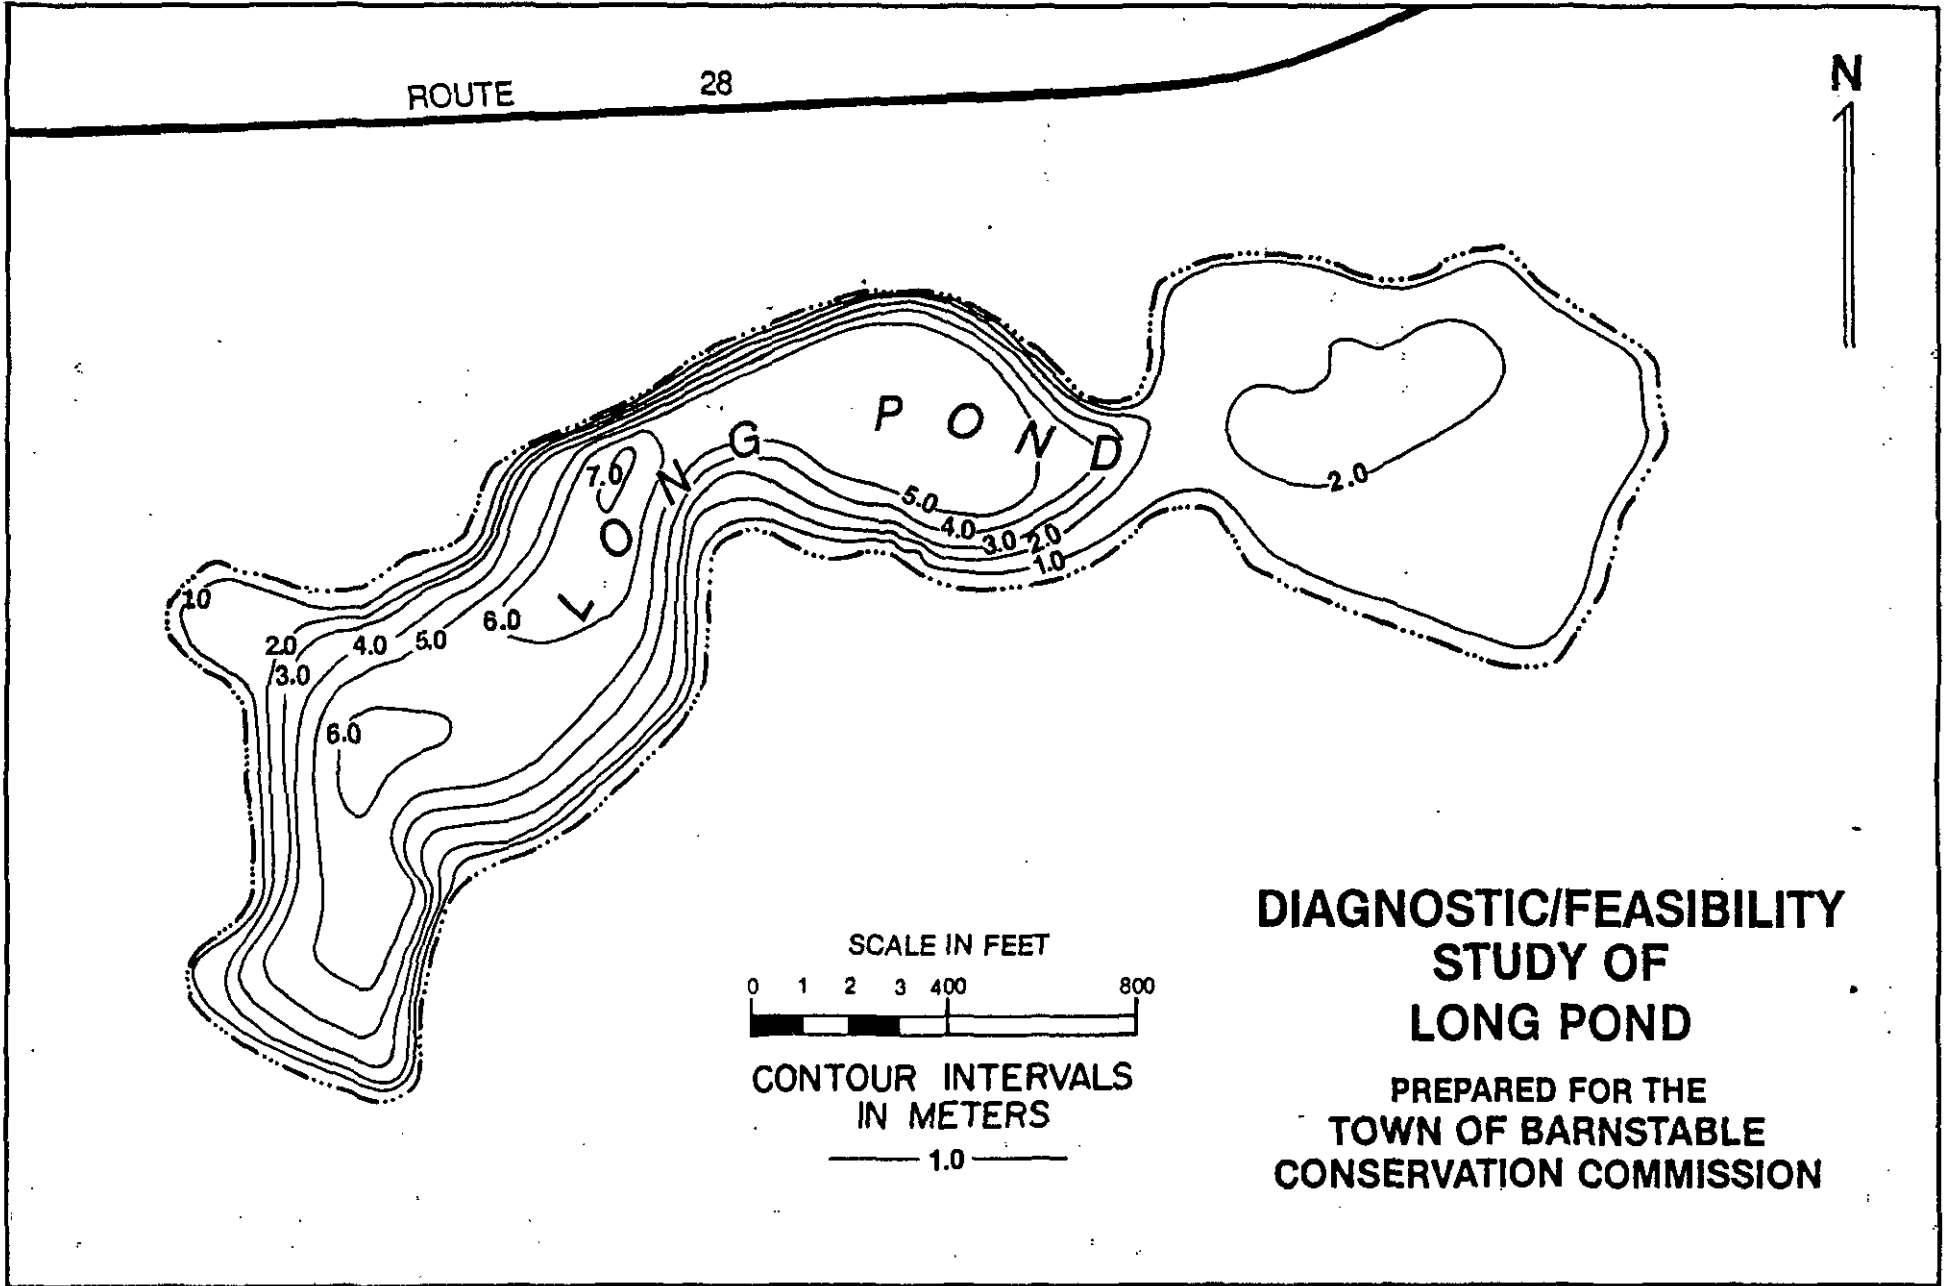 ROUTE 28
N
LONG POND
7.0
5.0
4.0
3.0
2.0
1.0
2.0
10
2.0
3.0
4.0
5.0
6.0
6.0
SCALE IN FEET
0 1 2 3 400 800
CONTOUR INTERVALS
IN METERS
1.0
DIAGNOSTIC/FEASIBILITY
STUDY OF
LONG POND
PREPARED FOR THE
TOWN OF BARNSTABLE
CONSERVATION COMMISSION